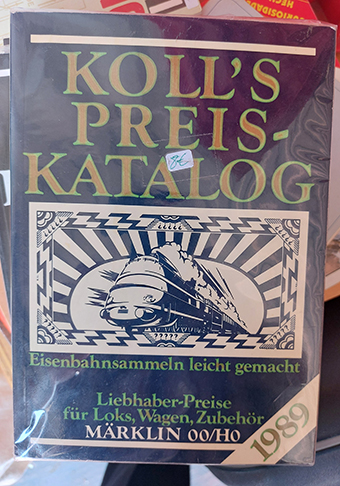 KOLL'S
PREIS-
KATALOG
Eisenbahnsammeln leicht gemacht
Liebhaber-Preise
für Loks, Wagen, Zubehör
MÄRKLIN 00/H0
1989